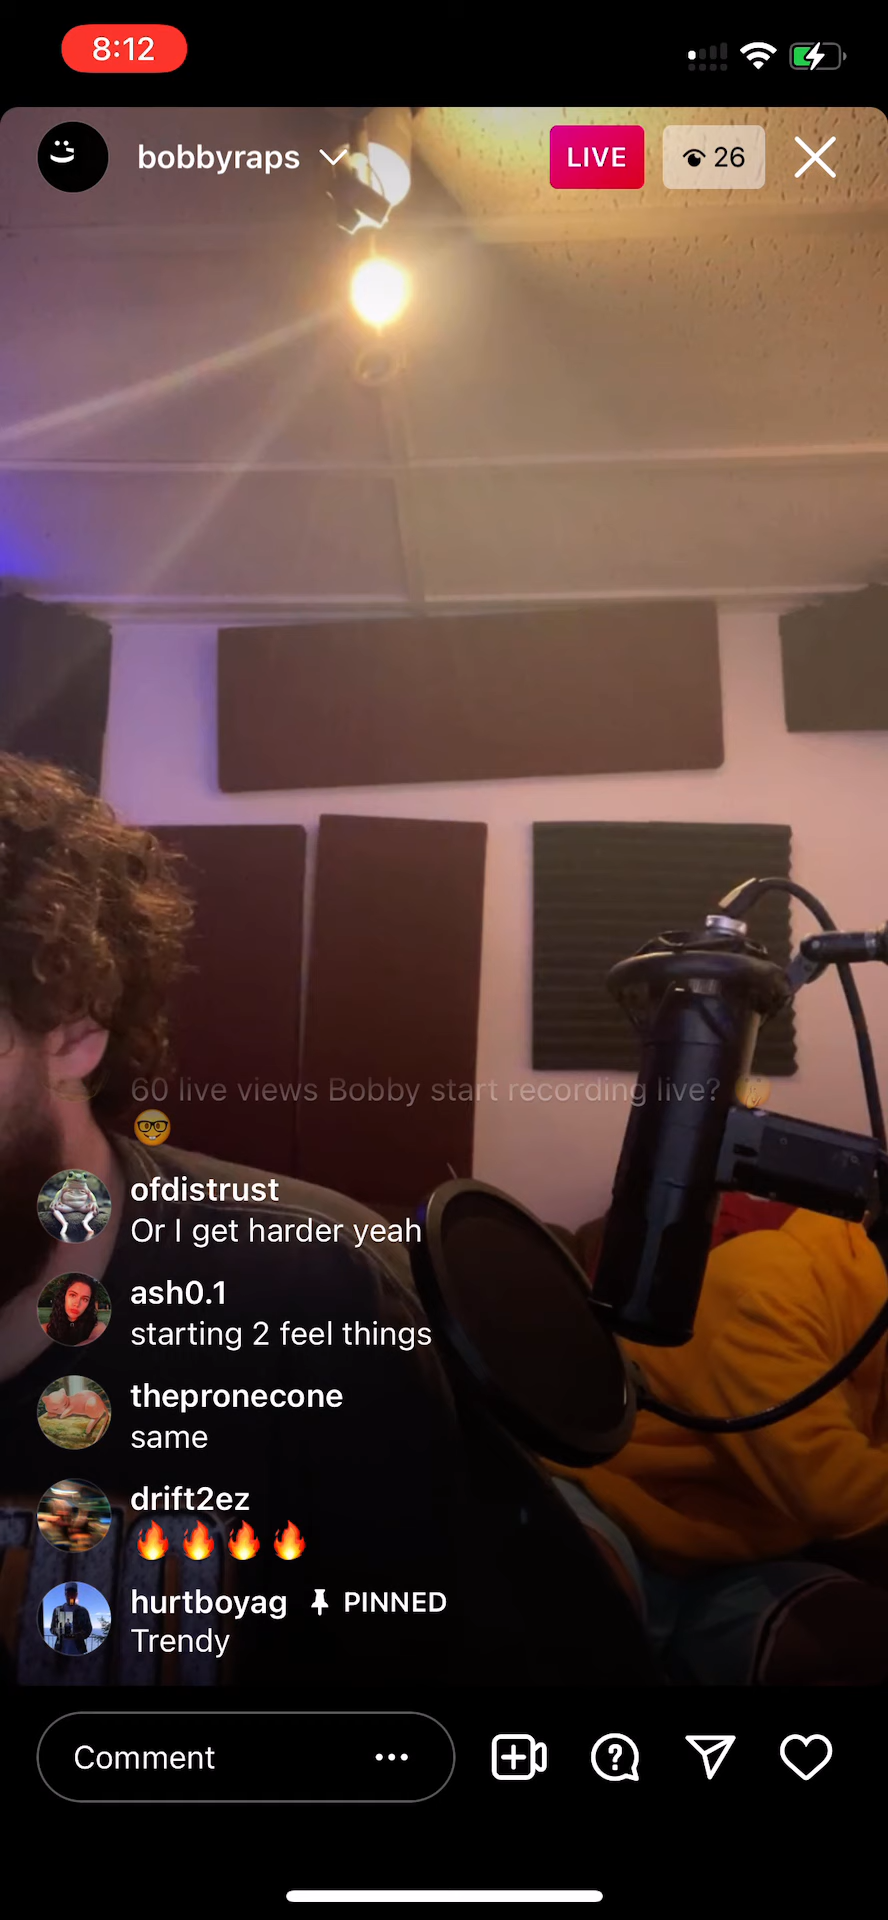 8:12
bobbyraps
LIVE
26
60 live views Bobby start recording live?
🤓
ofdistrust
Or I get harder yeah
ash0.1
starting 2 feel things
thepronecone
same
drift2ez
🔥🔥🔥🔥
hurtboyag PINNED
Trendy
Comment